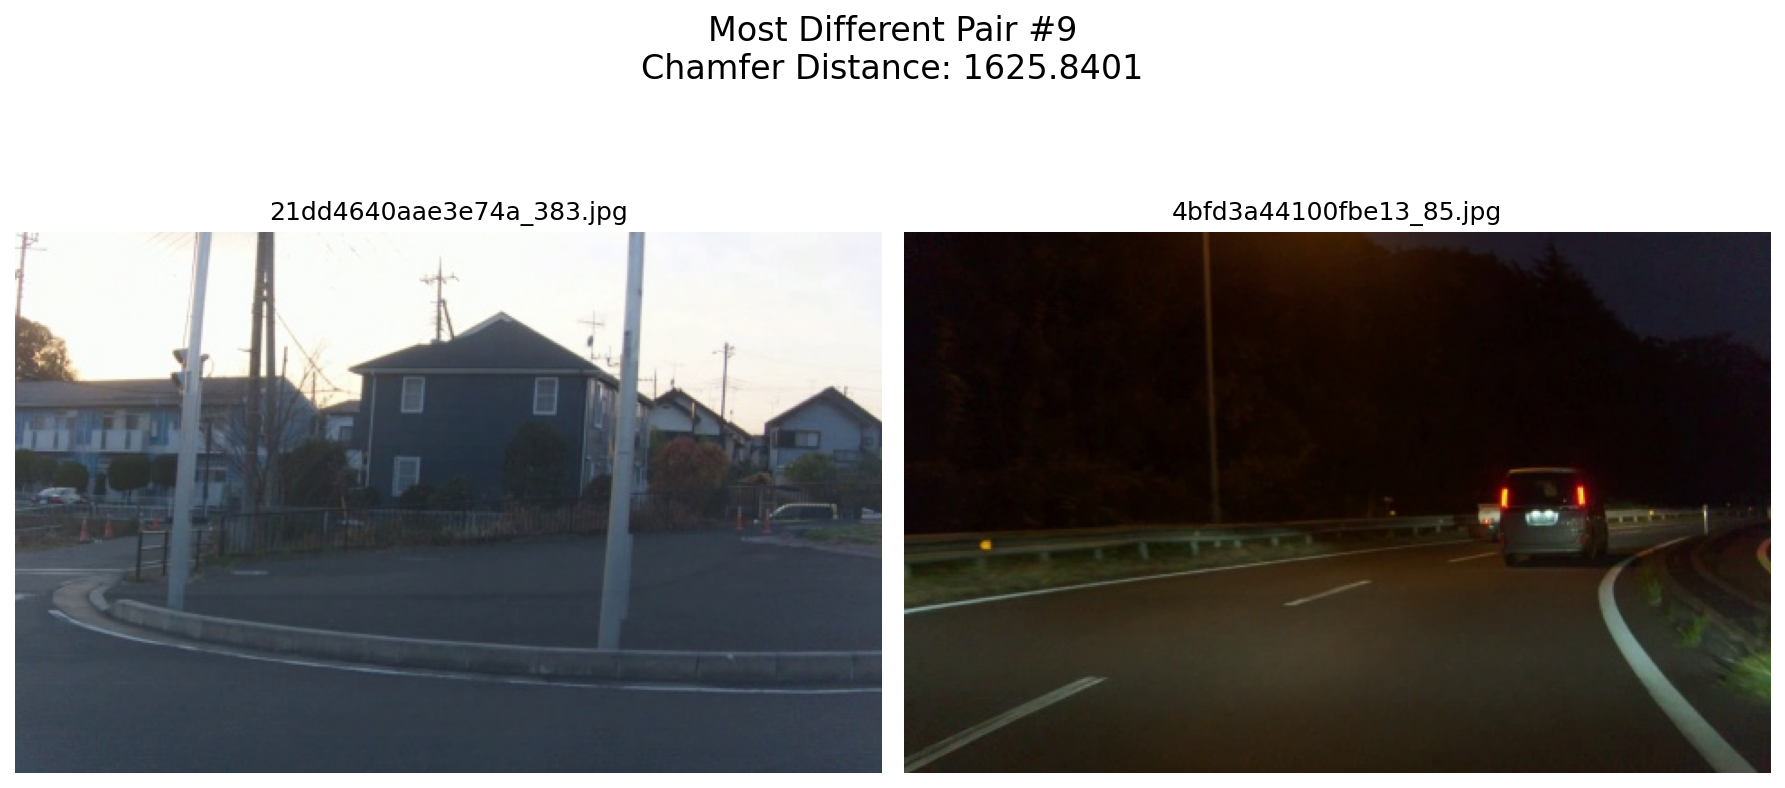 Most Different Pair #9
Chamfer Distance: 1625.8401
21dd4640aae3e74a_383.jpg
4bfd3a44100fbe13_85.jpg